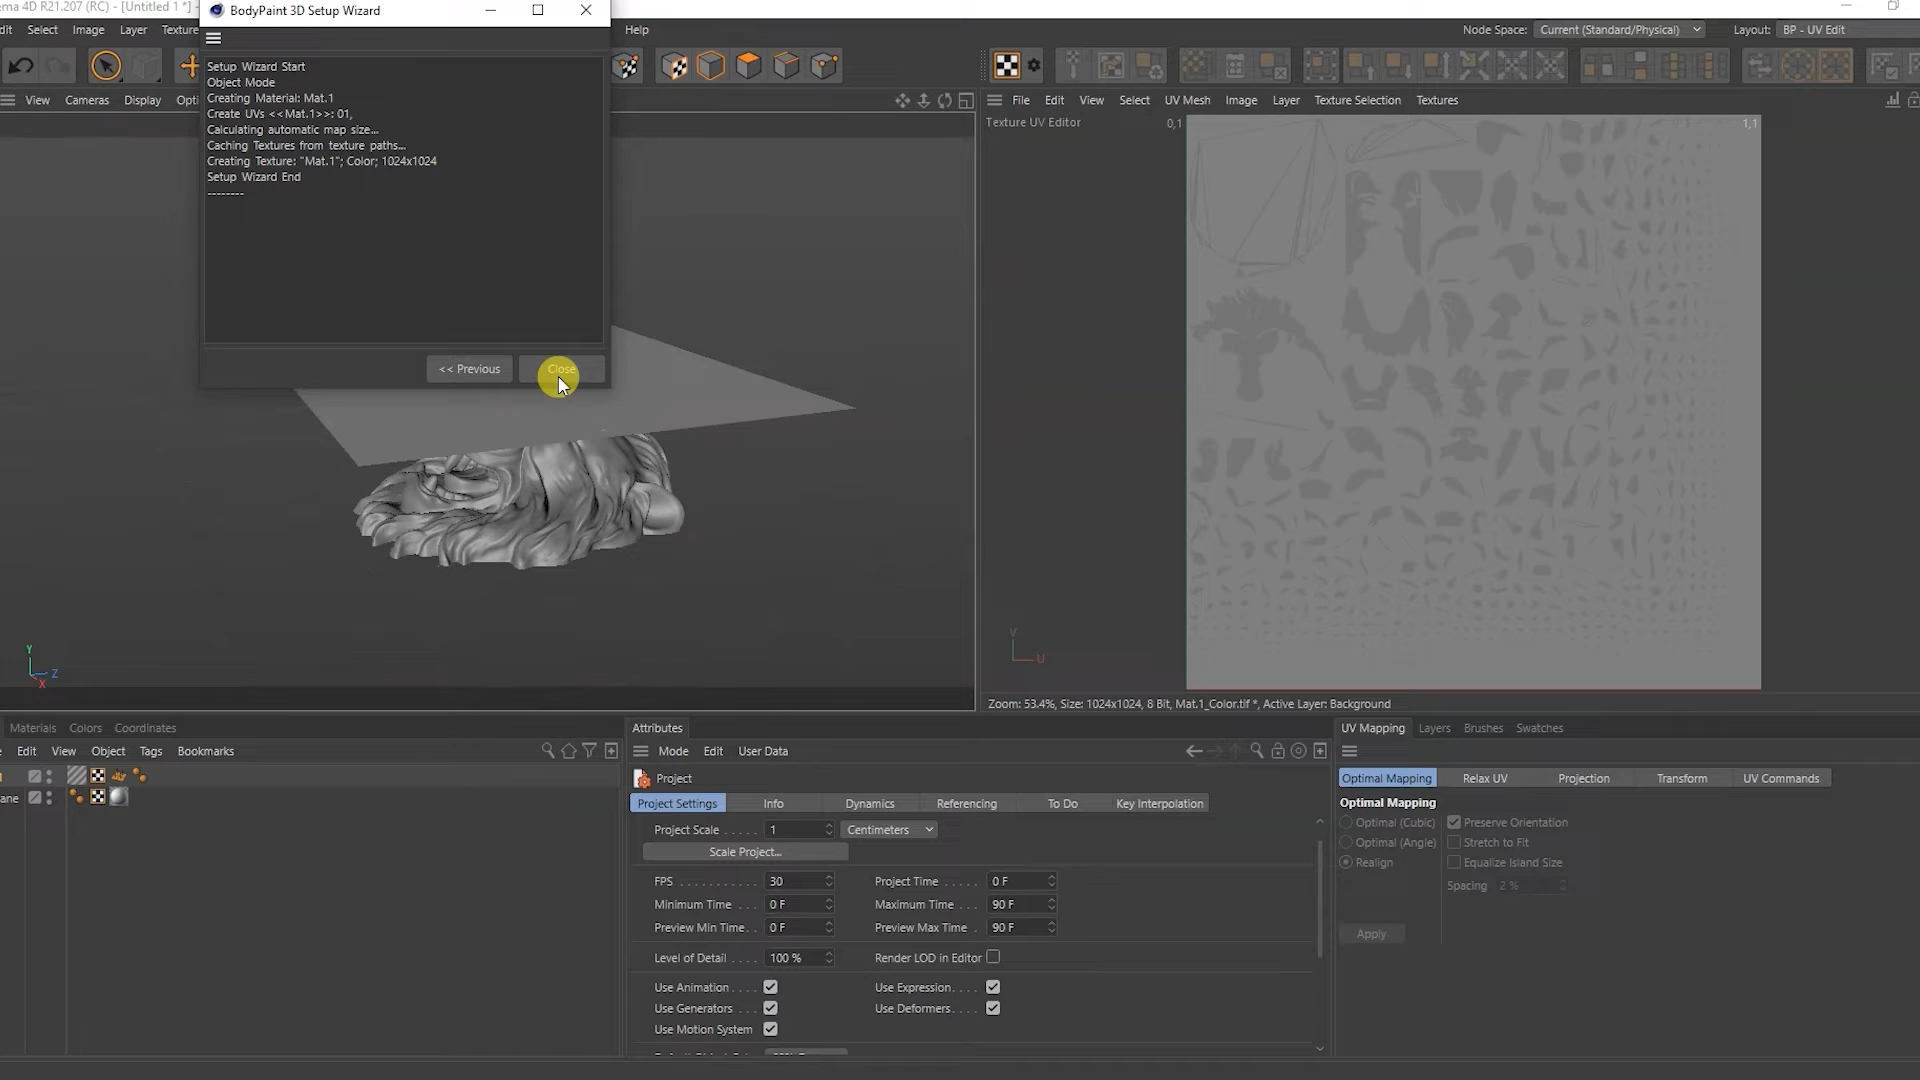 ema 4D R21.207 (RC) - [Untitled 1 *] -
BodyPaint 3D Setup Wizard
dit Select Image Layer Texture Help
Node Space: Current (Standard/Physical) Layout: BP - UV Edit
Setup Wizard Start
Object Mode
Creating Material: Mat.1
Create UVs <<Mat.1>>: 01,
Calculating automatic map size...
Caching Textures from texture paths...
Creating Texture: "Mat.1"; Color; 1024x1024
Setup Wizard End
--------
<< Previous Close
View Cameras Display Opti
File Edit View Select UV Mesh Image Layer Texture Selection Textures
Texture UV Editor 0,1 1,1
Y
Z
X
V
U
Zoom: 53.4%, Size: 1024x1024, 8 Bit, Mat.1_Color.tif *, Active Layer: Background
Materials Colors Coordinates
Edit View Object Tags Bookmarks
ane
Attributes
Mode Edit User Data
Project
Project Settings Info Dynamics Referencing To Do Key Interpolation
Project Scale . . . . . 1 Centimeters
Scale Project...
FPS . . . . . . . . . . . 30 Project Time . . . . . 0 F
Minimum Time . . . 0 F Maximum Time . . . 90 F
Preview Min Time. . 0 F Preview Max Time . 90 F
Level of Detail . . . . 100 % Render LOD in Editor
Use Animation. . . . Use Expression. . . .
Use Generators . . . Use Deformers. . . .
Use Motion System
UV Mapping Layers Brushes Swatches
Optimal Mapping Relax UV Projection Transform UV Commands
Optimal Mapping
Optimal (Cubic) Preserve Orientation
Optimal (Angle) Stretch to Fit
Realign Equalize Island Size
Spacing 2 %
Apply